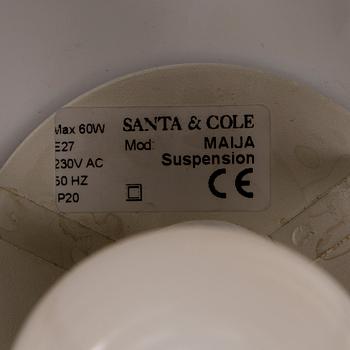 Max 60W SANTA & COLE
E27 Mod: MAIJA
230V AC Suspension
50 HZ CE
IP20